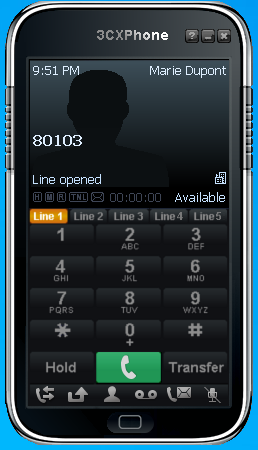 3CXPhone ?
9:51 PM Marie Dupont
80103
Line opened
H M R TNL 00:00:00 Available
Line 1 Line 2 Line 3 Line 4 Line 5
1 2 3
ABC DEF
4 5 6
GHI JKL MNO
7 8 9
PQRS TUV WXYZ
* 0 #
+
Hold Transfer